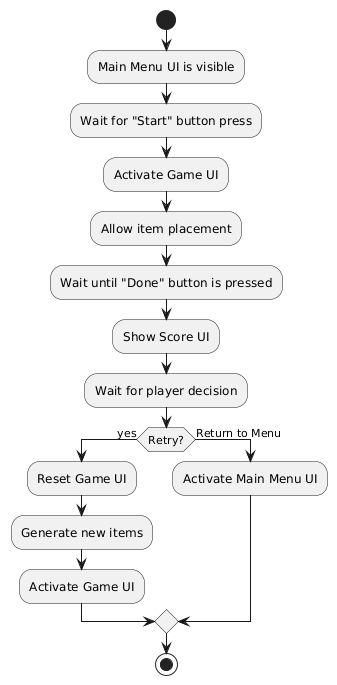 Main Menu UI is visible
Wait for "Start" button press
Activate Game UI
Allow item placement
Wait until "Done" button is pressed
Show Score UI
Wait for player decision
yes
Retry?
Return to Menu
Reset Game UI
Activate Main Menu UI
Generate new items
Activate Game UI